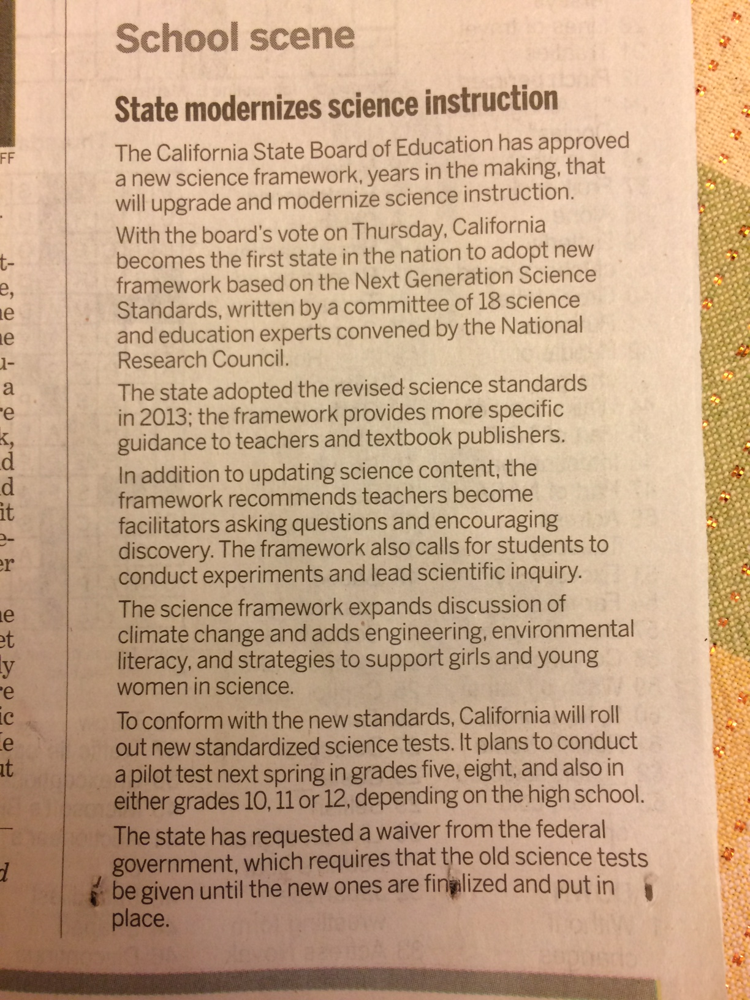 School scene
State modernizes science instruction
The California State Board of Education has approved
a new science framework, years in the making, that
will upgrade and modernize science instruction.
With the board's vote on Thursday, California
becomes the first state in the nation to adopt new
framework based on the Next Generation Science
Standards, written by a committee of 18 science
and education experts convened by the National
Research Council.
The state adopted the revised science standards
in 2013; the framework provides more specific
guidance to teachers and textbook publishers.
In addition to updating science content, the
framework recommends teachers become
facilitators asking questions and encouraging
discovery. The framework also calls for students to
conduct experiments and lead scientific inquiry.
The science framework expands discussion of
climate change and adds engineering, environmental
literacy, and strategies to support girls and young
women in science.
To conform with the new standards, California will roll
out new standardized science tests. It plans to conduct
a pilot test next spring in grades five, eight, and also in
either grades 10, 11 or 12, depending on the high school.
The state has requested a waiver from the federal
government, which requires that the old science tests
be given until the new ones are finalized and put in
place.